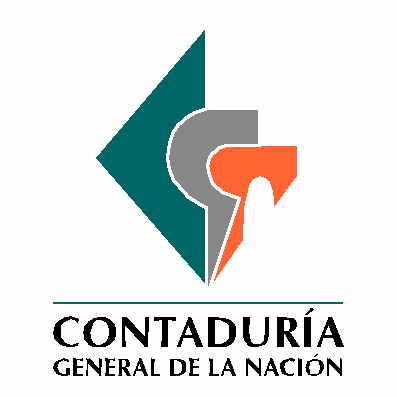 CONTADURÍA
GENERAL DE LA NACIÓN